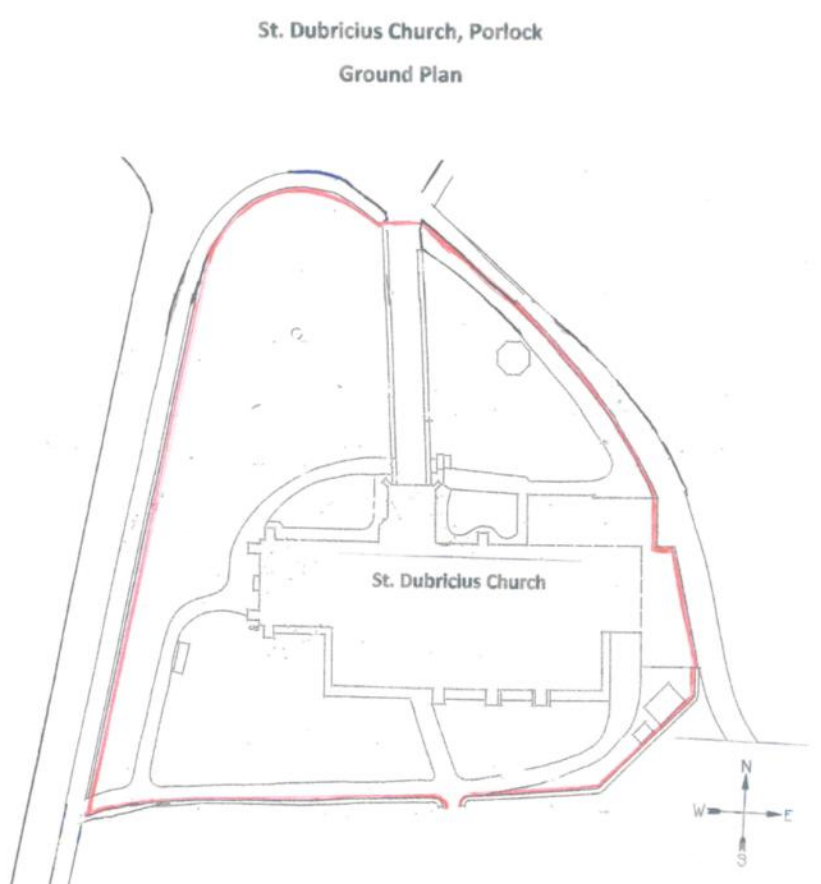 St. Dubricius Church, Porlock
Ground Plan
St. Dubricius Church
N
W E
S